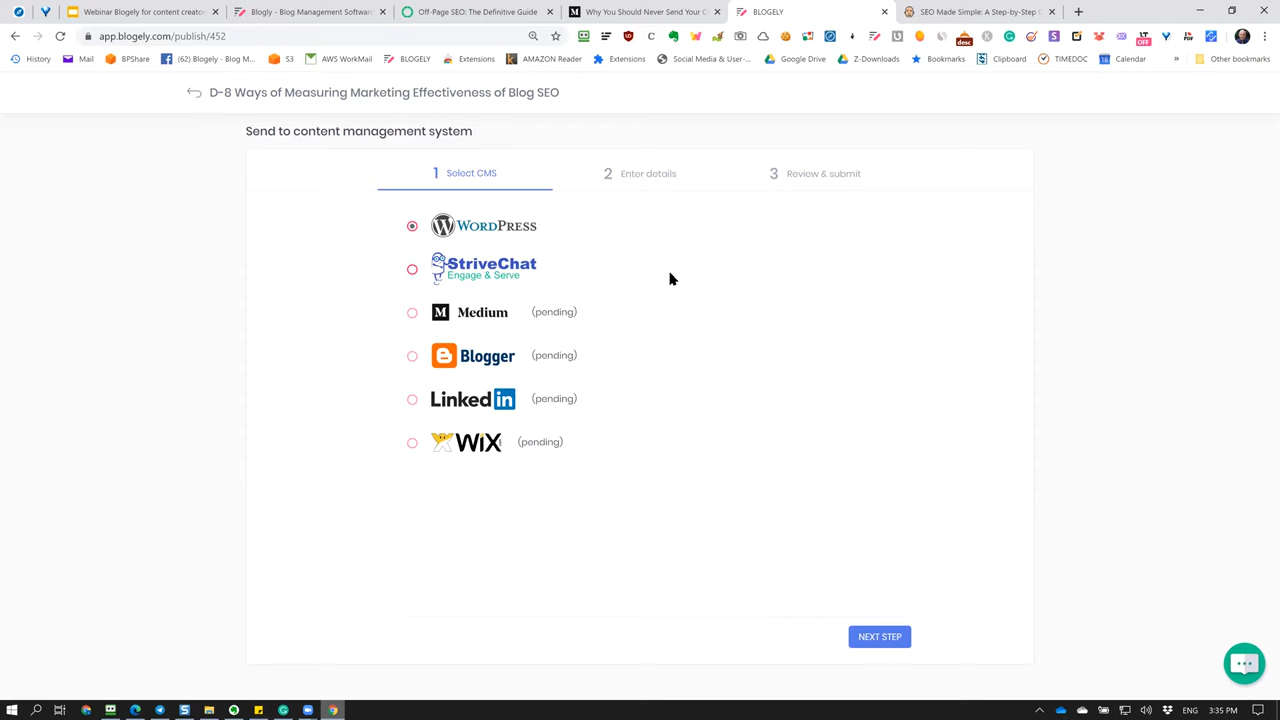 Webinar Blogely for content creator
Blogly - Blog Management Software
Off-Page SEO: The Definitive Guide
Why You Should Never Send Your C
BLOGELY
SEO Made Simple: A Step-by-Step
app.blogely.com/publish/452
desc
LT
OFF
History
Mail
BPShare
(62) Blogely - Blog M...
S3
AWS WorkMail
BLOGELY
Extensions
AMAZON Reader
Extensions
Social Media & User-...
Google Drive
Z-Downloads
Bookmarks
Clipboard
TIMEDOC
Calendar
»
Other bookmarks
D-8 Ways of Measuring Marketing Effectiveness of Blog SEO
Send to content management system
1 Select CMS
2 Enter details
3 Review & submit
WORDPRESS
StriveChat
Engage & Serve
M Medium (pending)
Blogger (pending)
Linkedin (pending)
WiX (pending)
NEXT STEP
ENG
3:35 PM